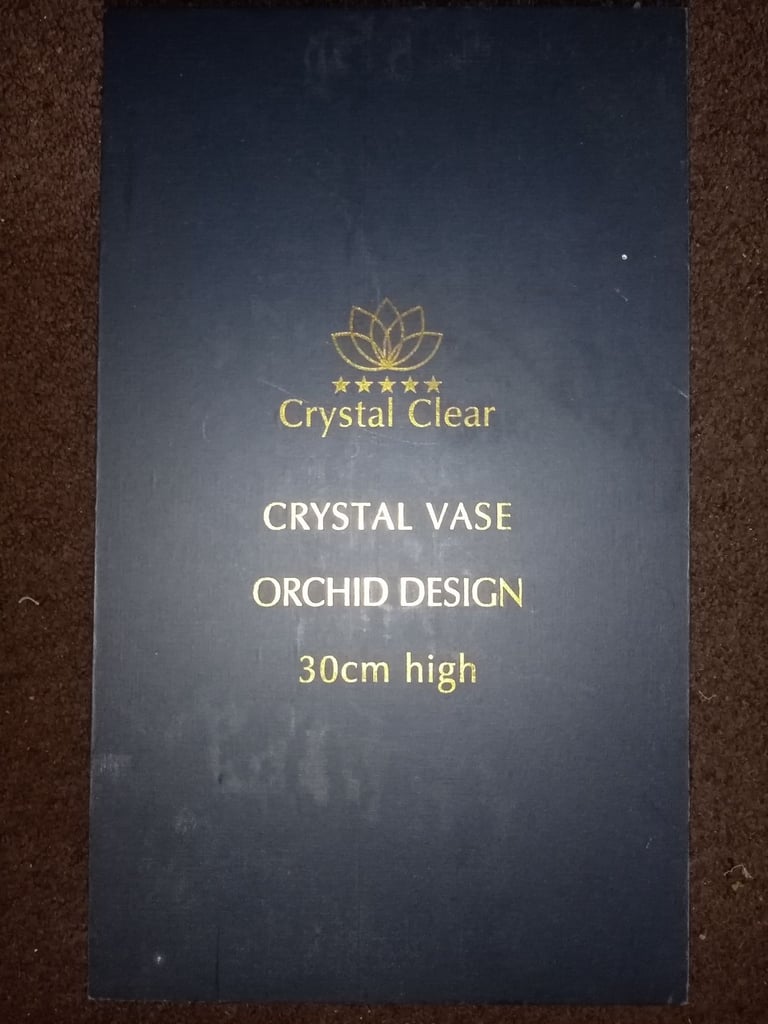 Crystal Clear
CRYSTAL VASE
ORCHID DESIGN
30cm high